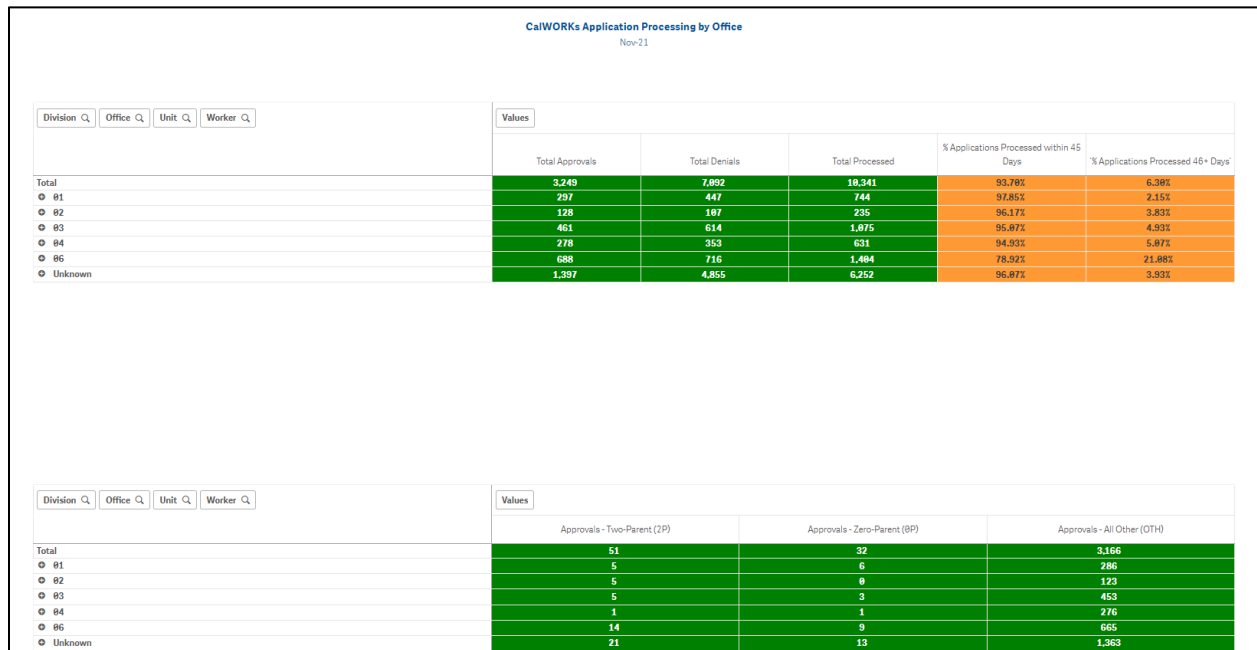 CalWORKs Application Processing by Office
Nov-21
Division Office Unit Worker Values
Total Approvals Total Denials Total Processed % Applications Processed within 45 Days '% Applications Processed 46+ Days'
Total 3,249 7,092 10,341 93.70% 6.30%
01 297 447 744 97.85% 2.15%
02 128 107 235 96.17% 3.83%
03 461 614 1,075 95.07% 4.93%
04 278 353 631 94.93% 5.07%
06 688 716 1,404 78.92% 21.08%
Unknown 1,397 4,855 6,252 96.07% 3.93%
Division Office Unit Worker Values
Approvals - Two-Parent (2P) Approvals - Zero-Parent (0P) Approvals - All Other (OTH)
Total 51 32 3,166
01 5 6 286
02 5 0 123
03 5 3 453
04 1 1 276
06 14 9 665
Unknown 21 13 1,363